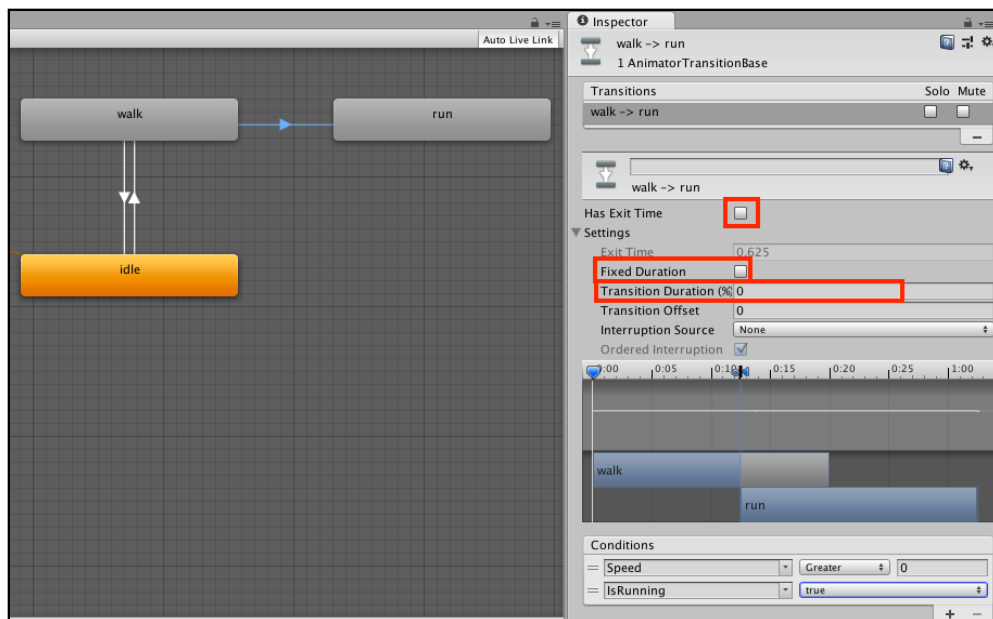 Auto Live Link
walk
run
idle
Inspector
walk -> run
1 AnimatorTransitionBase
Transitions Solo Mute
walk -> run
walk -> run
Has Exit Time
Settings
Exit Time 0.625
Fixed Duration
Transition Duration (%) 0
Transition Offset 0
Interruption Source None
Ordered Interruption
0:05 0:15 0:20 0:25 1:00
walk
run
Conditions
Speed Greater 0
IsRunning true